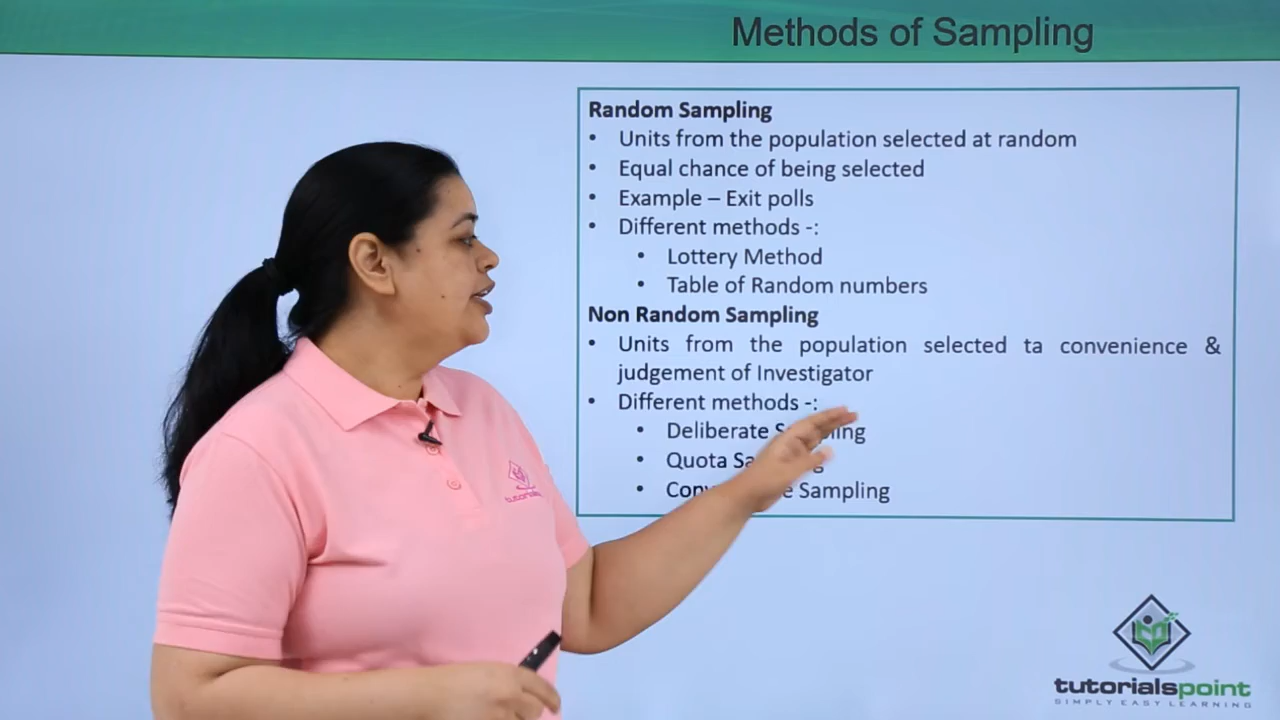 Methods of Sampling
Random Sampling
• Units from the population selected at random
• Equal chance of being selected
• Example – Exit polls
• Different methods -:
• Lottery Method
• Table of Random numbers
Non Random Sampling
• Units from the population selected ta convenience &
judgement of Investigator
• Different methods -:
• Deliberate Sampling
• Quota Sampling
• Sampling
tutorialspoint
SIMPLY EASY LEARNING